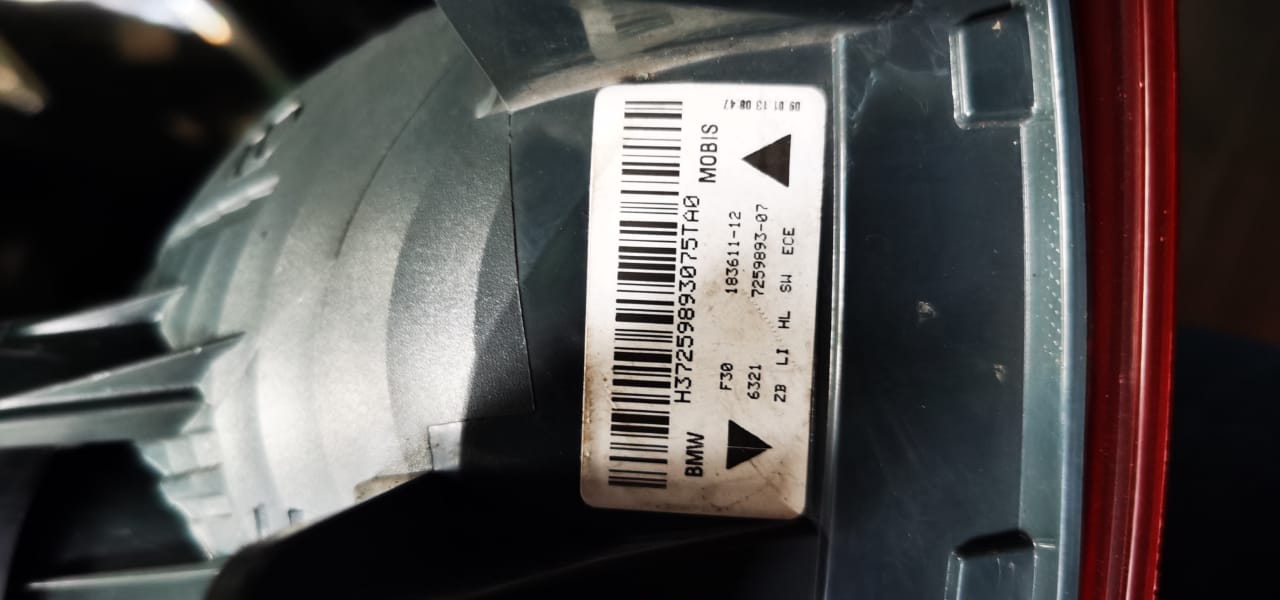 09 01 13 08:47
BMW MOBIS
H37259893075TA0
F30 183611-12
6321 7259893-07
ZB LI HL SW ECE